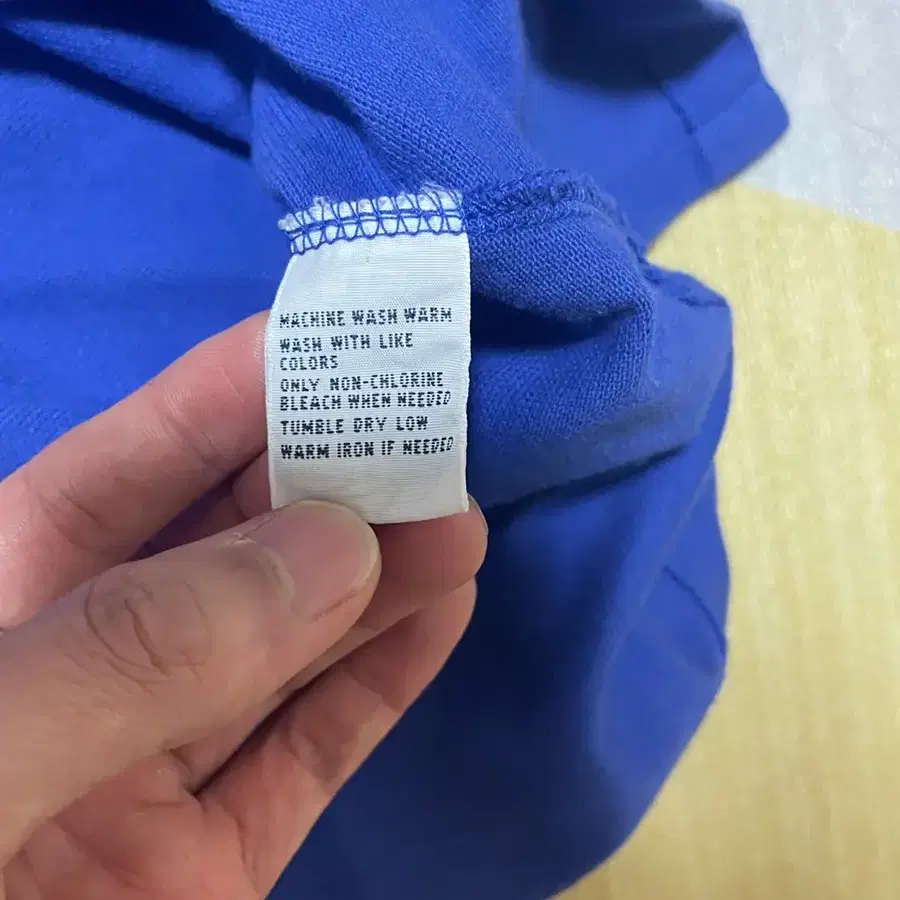 MACHINE WASH WARM
WASH WITH LIKE
COLORS
ONLY NON-CHLORINE
BLEACH WHEN NEEDED
TUMBLE DRY LOW
WARM IRON IF NEEDED